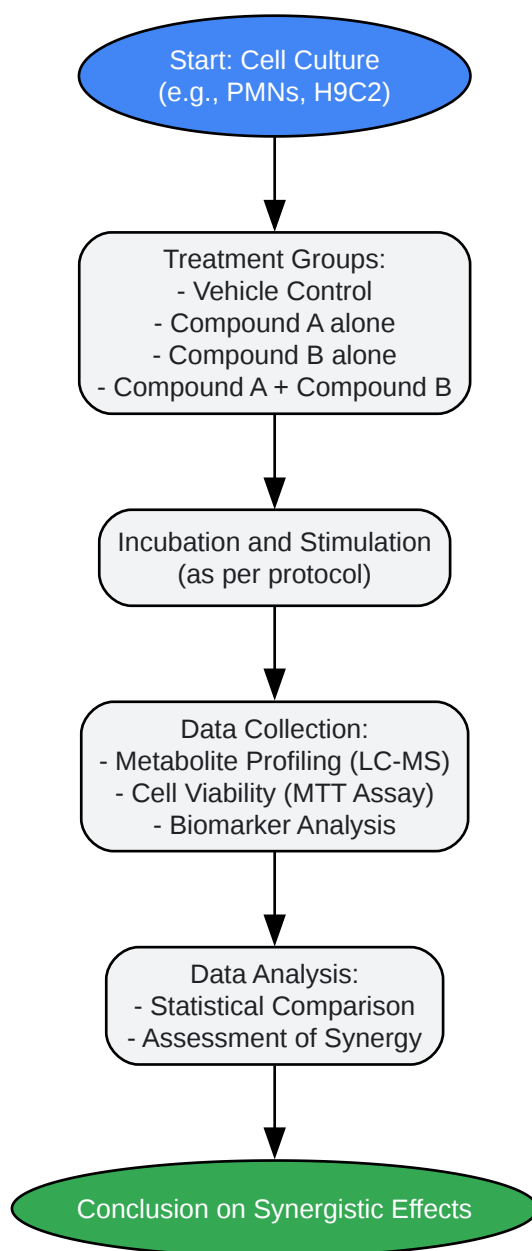 Start: Cell Culture
(e.g., PMNs, H9C2)
Treatment Groups:
- Vehicle Control
- Compound A alone
- Compound B alone
- Compound A + Compound B
Incubation and Stimulation
(as per protocol)
Data Collection:
- Metabolite Profiling (LC-MS)
- Cell Viability (MTT Assay)
- Biomarker Analysis
Data Analysis:
- Statistical Comparison
- Assessment of Synergy
Conclusion on Synergistic Effects